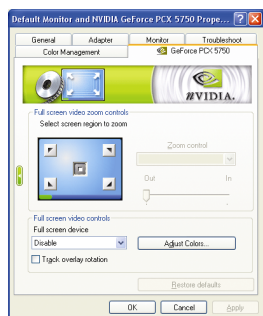 Default Monitor and NVIDIA GeForce PCX 5750 Prope...
General
Adapter
Monitor
Troubleshoot
Color Management
GeForce PCX 5750
NVIDIA.
Full screen video zoom controls
Select screen region to zoom
Zoom control
Out
In
Full screen video controls
Full screen device
Disable
Adjust Colors...
Track overlay rotation
Restore defaults
OK
Cancel
Apply